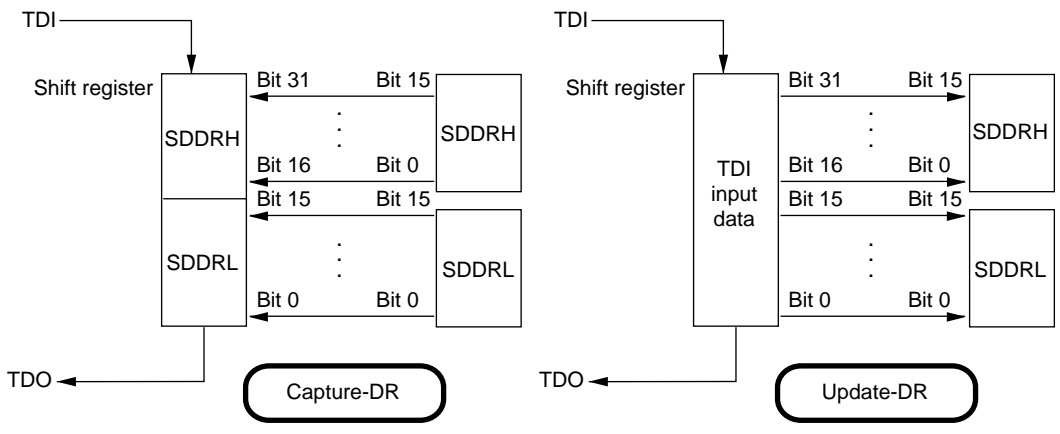 TDI
Shift register
Bit 31 Bit 15
SDDRH
SDDRH
Bit 16 Bit 0
Bit 15 Bit 15
SDDRL
SDDRL
Bit 0 Bit 0
TDO
Capture-DR
TDI
Shift register
Bit 31 Bit 15
SDDRH
TDI
input
data
Bit 16 Bit 0
Bit 15 Bit 15
SDDRL
Bit 0 Bit 0
TDO
Update-DR